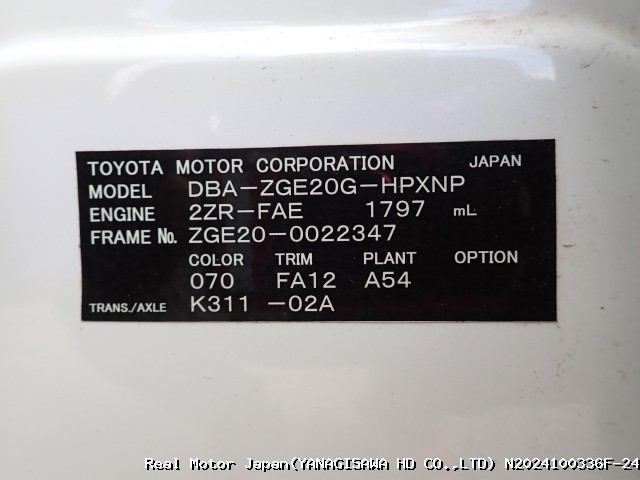 TOYOTA MOTOR CORPORATION JAPAN
MODEL DBA-ZGE20G-HPXNP
ENGINE 2ZR-FAE 1797 mL
FRAME No. ZGE20-0022347
COLOR TRIM PLANT OPTION
070 FA12 A54
TRANS./AXLE K311 -02A
Real Motor Japan(YANAGISAWA HD CO.,LTD) N2024100336F-24